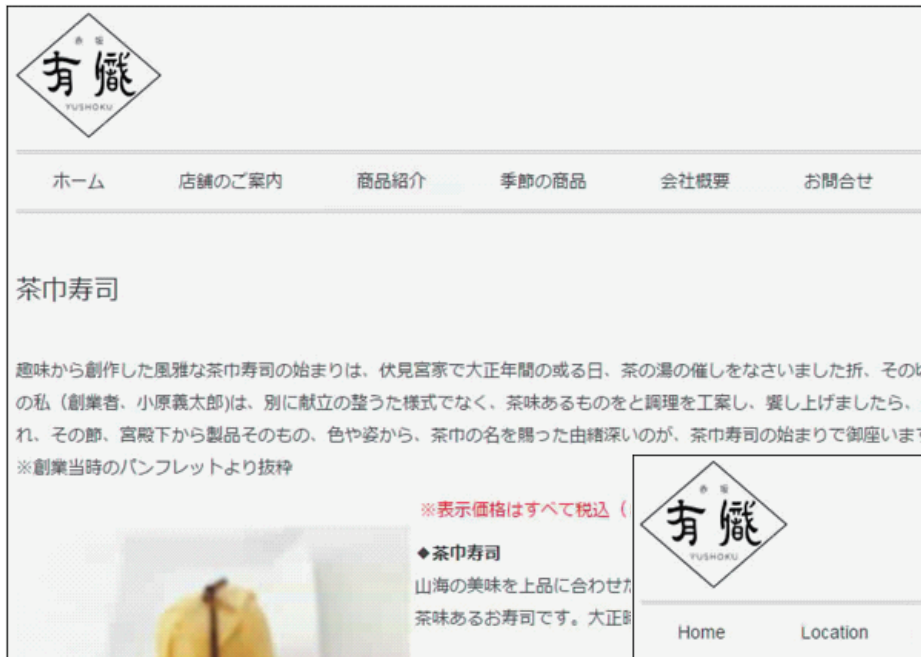 赤坂
有職
YUSHOKU
ホーム 店舗のご案内 商品紹介 季節の商品 会社概要 お問合せ
茶巾寿司
趣味から創作した風雅な茶巾寿司の始まりは、伏見宮家で大正年間の或る日、茶の湯の催しをなさいました折、その
の私（創業者、小原義太郎)は、別に献立の整うた様式でなく、茶味あるものをと調理を工案し、饗し上げましたら、
れ、その節、宮殿下から製品そのもの、色や姿から、茶巾の名を賜った由緒深いのが、茶巾寿司の始まりで御座います
※創業当時のパンフレットより抜粋
※表示価格はすべて税込（
◆茶巾寿司
山海の美味を上品に合わせた
茶味あるお寿司です。大正時
赤坂
有職
YUSHOKU
Home Location